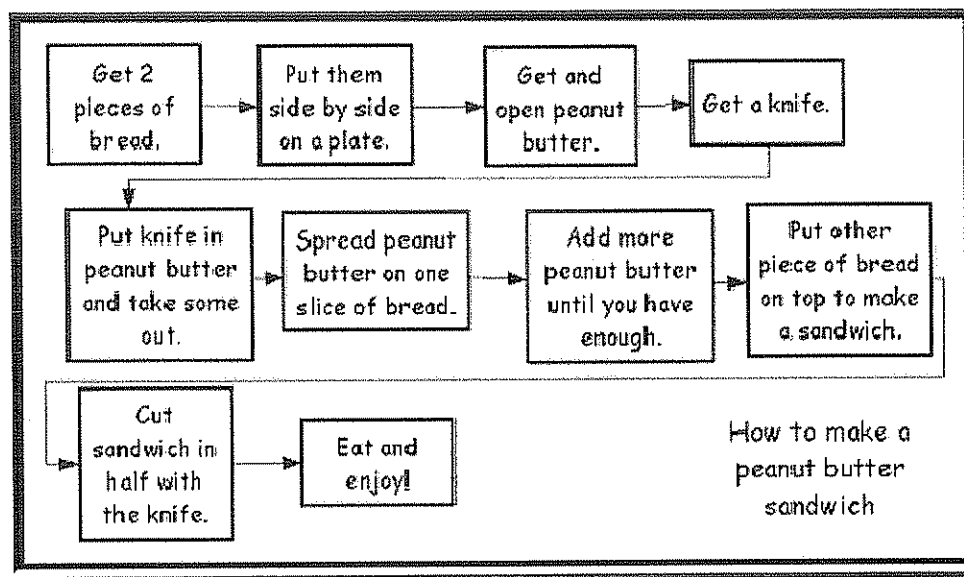 Get 2
pieces of
bread.
Put them
side by side
on a plate.
Get and
open peanut
butter.
Get a knife.
Put knife in
peanut butter
and take some
out.
Spread peanut
butter on one
slice of bread.
Add more
peanut butter
until you have
enough.
Put other
piece of bread
on top to make
a sandwich.
Cut
sandwich in
half with
the knife.
Eat and
enjoy!
How to make a
peanut butter
sandwich